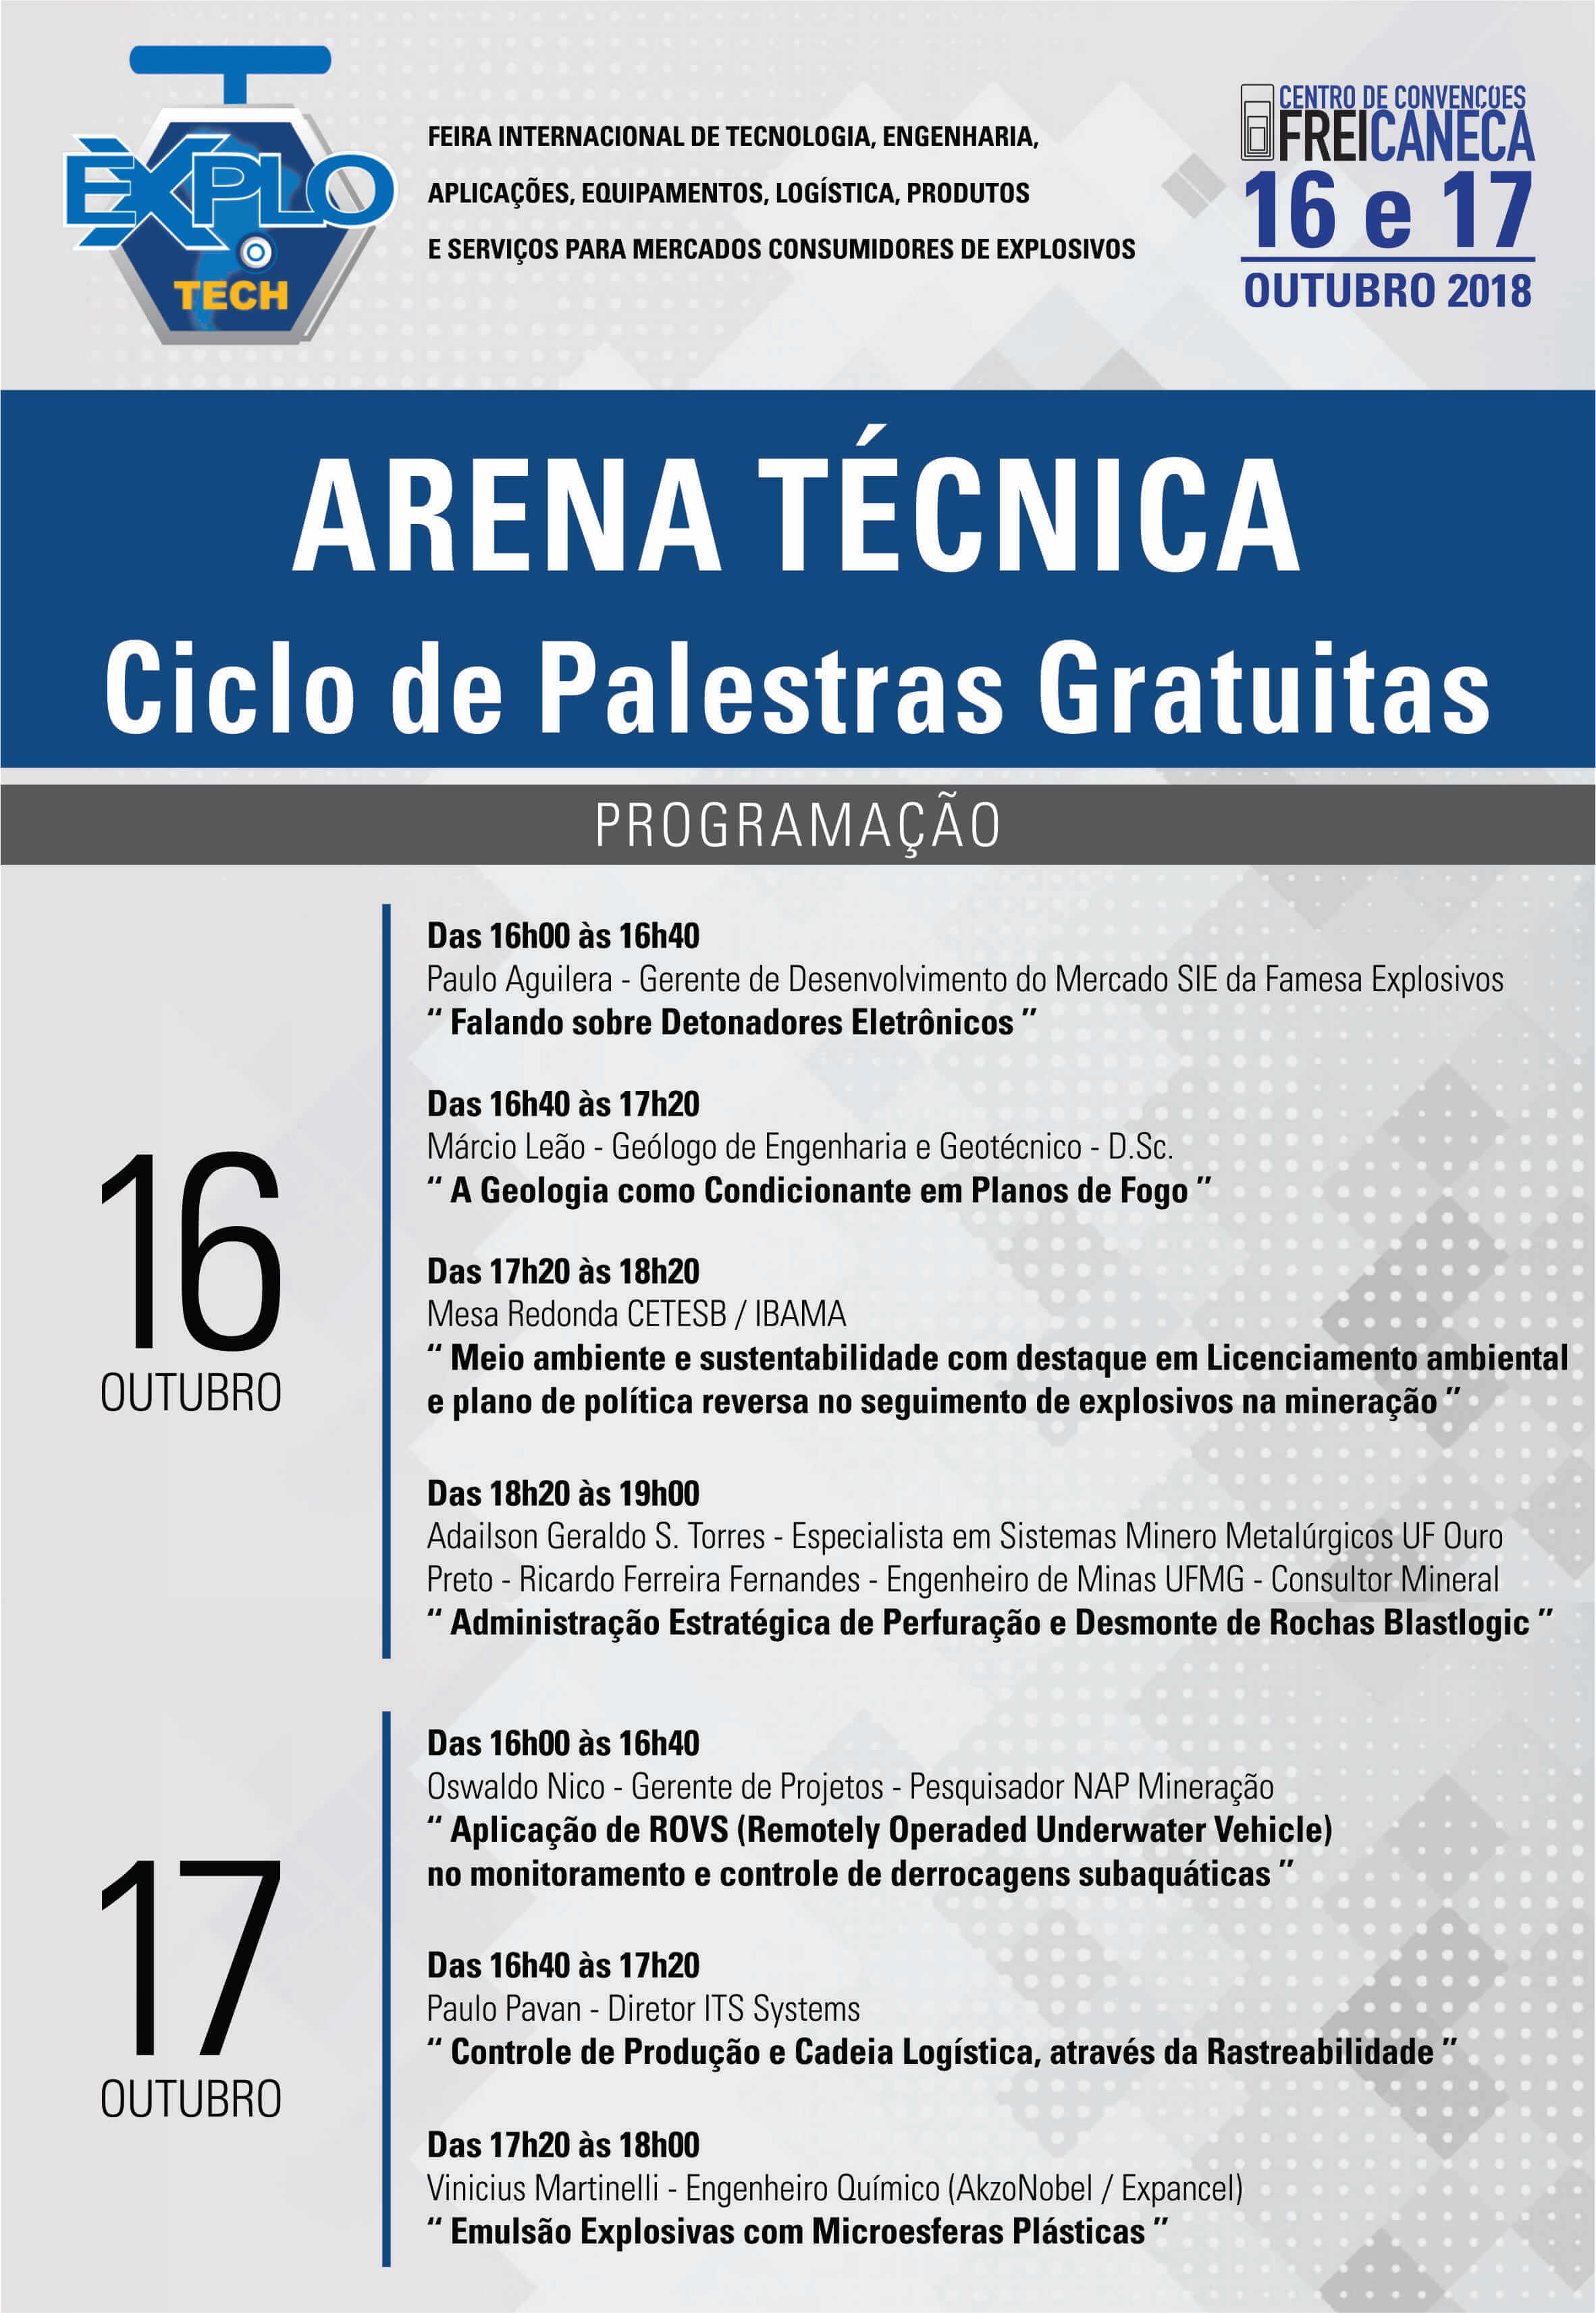 EXPLO
TECH
FEIRA INTERNACIONAL DE TECNOLOGIA, ENGENHARIA,
APLICAÇÕES, EQUIPAMENTOS, LOGÍSTICA, PRODUTOS
E SERVIÇOS PARA MERCADOS CONSUMIDORES DE EXPLOSIVOS
CENTRO DE CONVENÇÕES
FREICANECA
16 e 17
OUTUBRO 2018
ARENA TÉCNICA
Ciclo de Palestras Gratuitas
PROGRAMAÇÃO
16
OUTUBRO
Das 16h00 às 16h40
Paulo Aguilera - Gerente de Desenvolvimento do Mercado SIE da Famesa Explosivos
“ Falando sobre Detonadores Eletrônicos ”
Das 16h40 às 17h20
Márcio Leão - Geólogo de Engenharia e Geotécnico - D.Sc.
“ A Geologia como Condicionante em Planos de Fogo ”
Das 17h20 às 18h20
Mesa Redonda CETESB / IBAMA
“ Meio ambiente e sustentabilidade com destaque em Licenciamento ambiental
e plano de política reversa no seguimento de explosivos na mineração ”
Das 18h20 às 19h00
Adailson Geraldo S. Torres - Especialista em Sistemas Minero Metalúrgicos UF Ouro
Preto - Ricardo Ferreira Fernandes - Engenheiro de Minas UFMG - Consultor Mineral
“ Administração Estratégica de Perfuração e Desmonte de Rochas Blastlogic ”
17
OUTUBRO
Das 16h00 às 16h40
Oswaldo Nico - Gerente de Projetos - Pesquisador NAP Mineração
“ Aplicação de ROVS (Remotely Operaded Underwater Vehicle)
no monitoramento e controle de derrocagens subaquáticas ”
Das 16h40 às 17h20
Paulo Pavan - Diretor ITS Systems
“ Controle de Produção e Cadeia Logística, através da Rastreabilidade ”
Das 17h20 às 18h00
Vinicius Martinelli - Engenheiro Químico (AkzoNobel / Expancel)
“ Emulsão Explosivas com Microesferas Plásticas ”